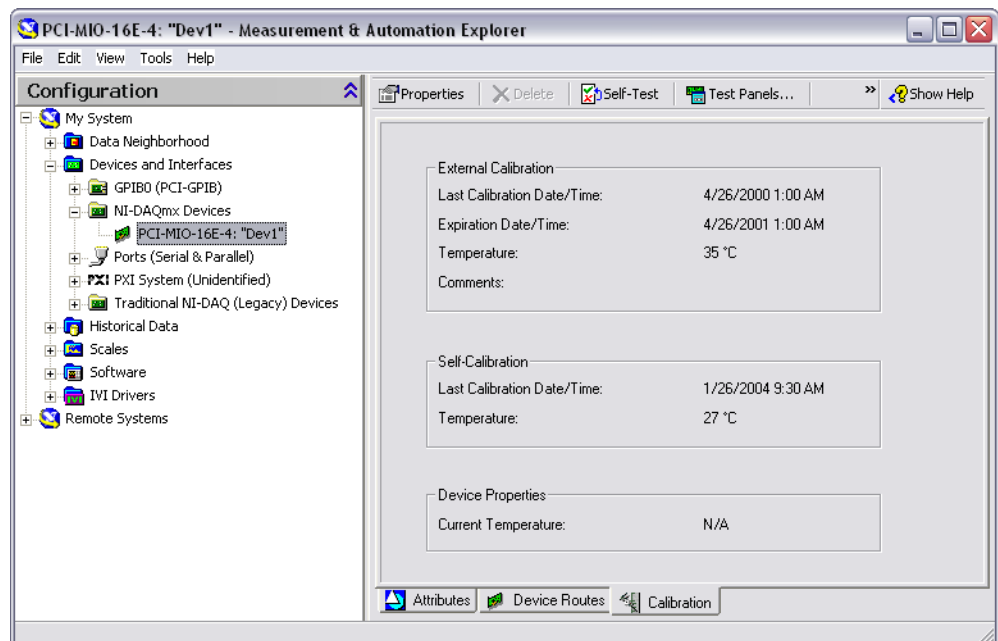 PCI-MIO-16E-4: "Dev1" - Measurement & Automation Explorer
File Edit View Tools Help
Configuration
Properties Delete Self-Test Test Panels... » Show Help
My System
Data Neighborhood
Devices and Interfaces
GPIB0 (PCI-GPIB)
NI-DAQmx Devices
PCI-MIO-16E-4: "Dev1"
Ports (Serial & Parallel)
PXI PXI System (Unidentified)
Traditional NI-DAQ (Legacy) Devices
Historical Data
Scales
Software
IVI IVI Drivers
Remote Systems
External Calibration
Last Calibration Date/Time: 4/26/2000 1:00 AM
Expiration Date/Time: 4/26/2001 1:00 AM
Temperature: 35 °C
Comments:
Self-Calibration
Last Calibration Date/Time: 1/26/2004 9:30 AM
Temperature: 27 °C
Device Properties
Current Temperature: N/A
Attributes Device Routes Calibration